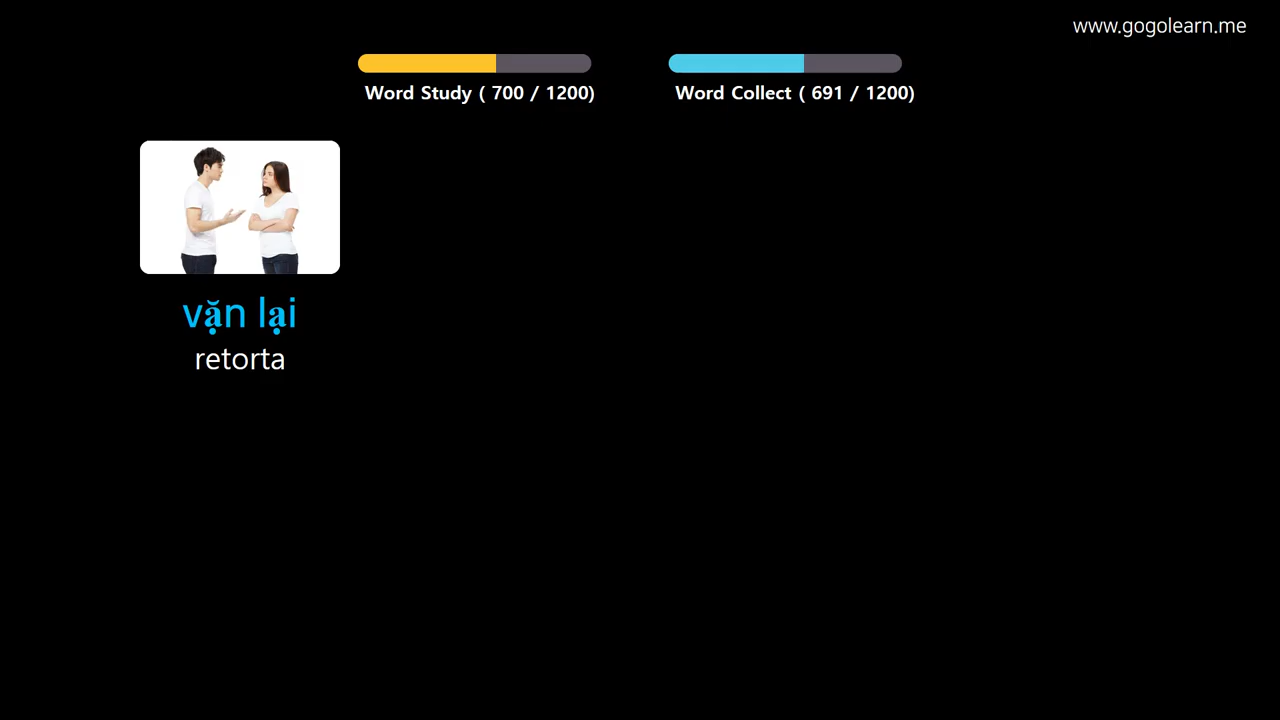 www.gogolearn.me
Word Study ( 700 / 1200)
Word Collect ( 691 / 1200)
vặn lại
retorta